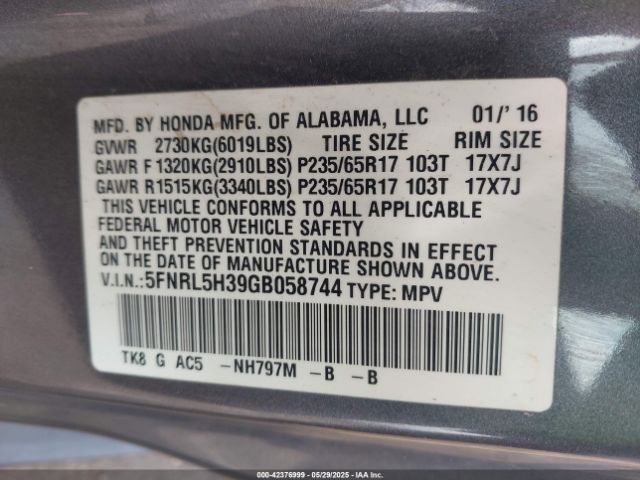 MFD. BY HONDA MFG. OF ALABAMA, LLC 01/' 16
GVWR 2730KG(6019LBS) TIRE SIZE RIM SIZE
GAWR F 1320KG(2910LBS) P235/65R17 103T 17X7J
GAWR R1515KG(3340LBS) P235/65R17 103T 17X7J
THIS VEHICLE CONFORMS TO ALL APPLICABLE
FEDERAL MOTOR VEHICLE SAFETY
AND THEFT PREVENTION STANDARDS IN EFFECT
ON THE DATE OF MANUFACTURE SHOWN ABOVE.
V.I.N.:5FNRL5H39GB058744 TYPE: MPV
TK8 G AC5 -NH797M -B -B
000-42376999 - 05/29/2025 - IAA Inc.